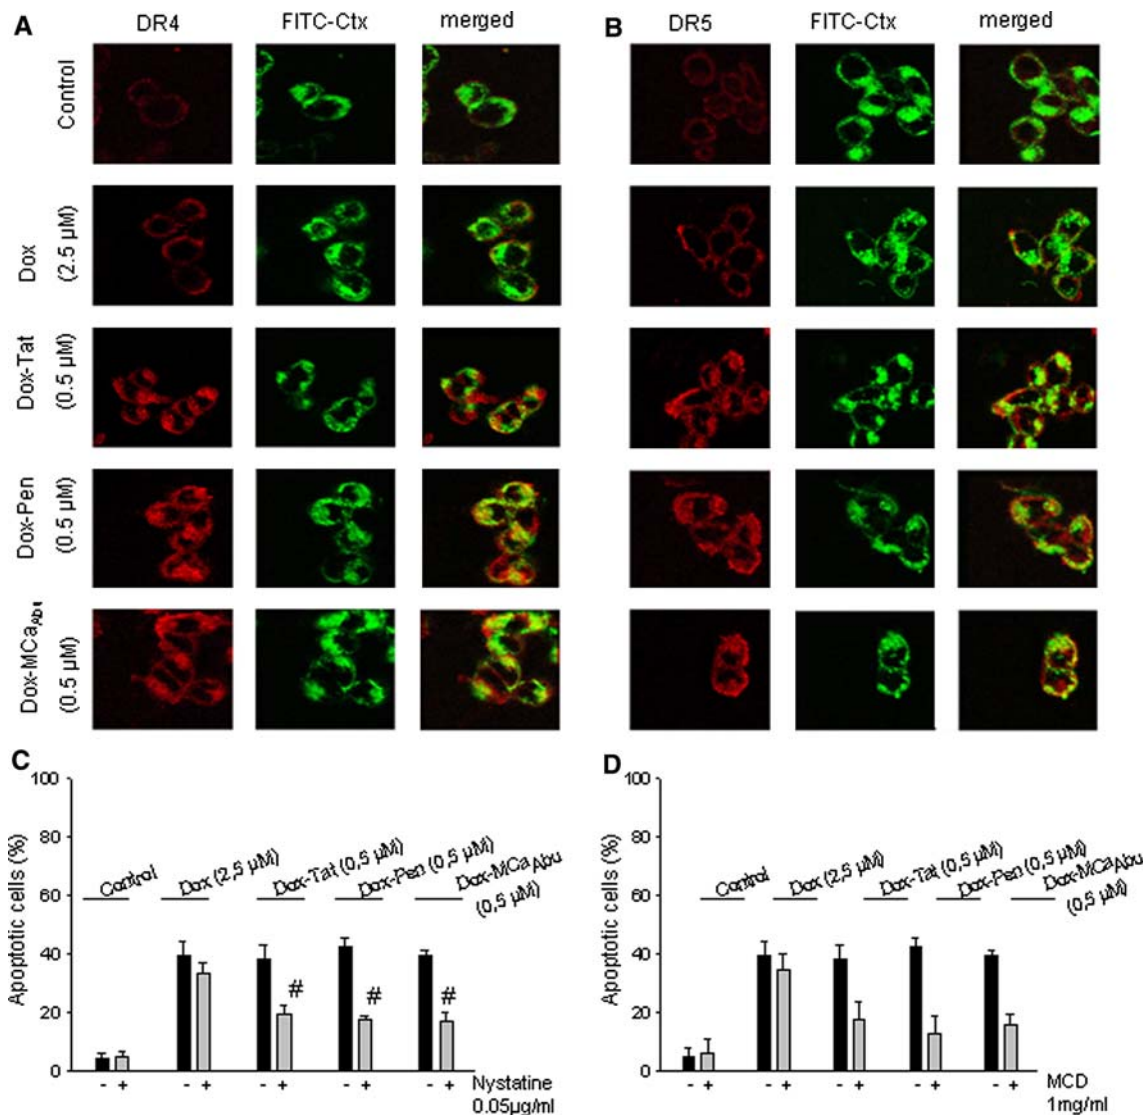 A DR4 FITC-Ctx merged
B DR5 FITC-Ctx merged
Control
Dox
(2.5 µM)
Dox-Tat
(0.5 µM)
Dox-Pen
(0.5 µM)
Dox-MCaAbu
(0.5 µM)
C
Apoptotic cells (%)
100
80
60
40
20
0
Control
Dox (2,5 µM)
Dox-Tat (0,5 µM)
Dox-Pen (0,5 µM)
Dox-MCaAbu
(0,5 µM)
# # #
- + - + - + - + - +
Nystatine
0.05µg/ml
D
Apoptotic cells (%)
100
80
60
40
20
0
Control
Dox (2,5 µM)
Dox-Tat (0,5 µM)
Dox-Pen (0,5 µM)
Dox-MCaAbu
(0,5 µM)
- + - + - + - + - +
MCD
1mg/ml